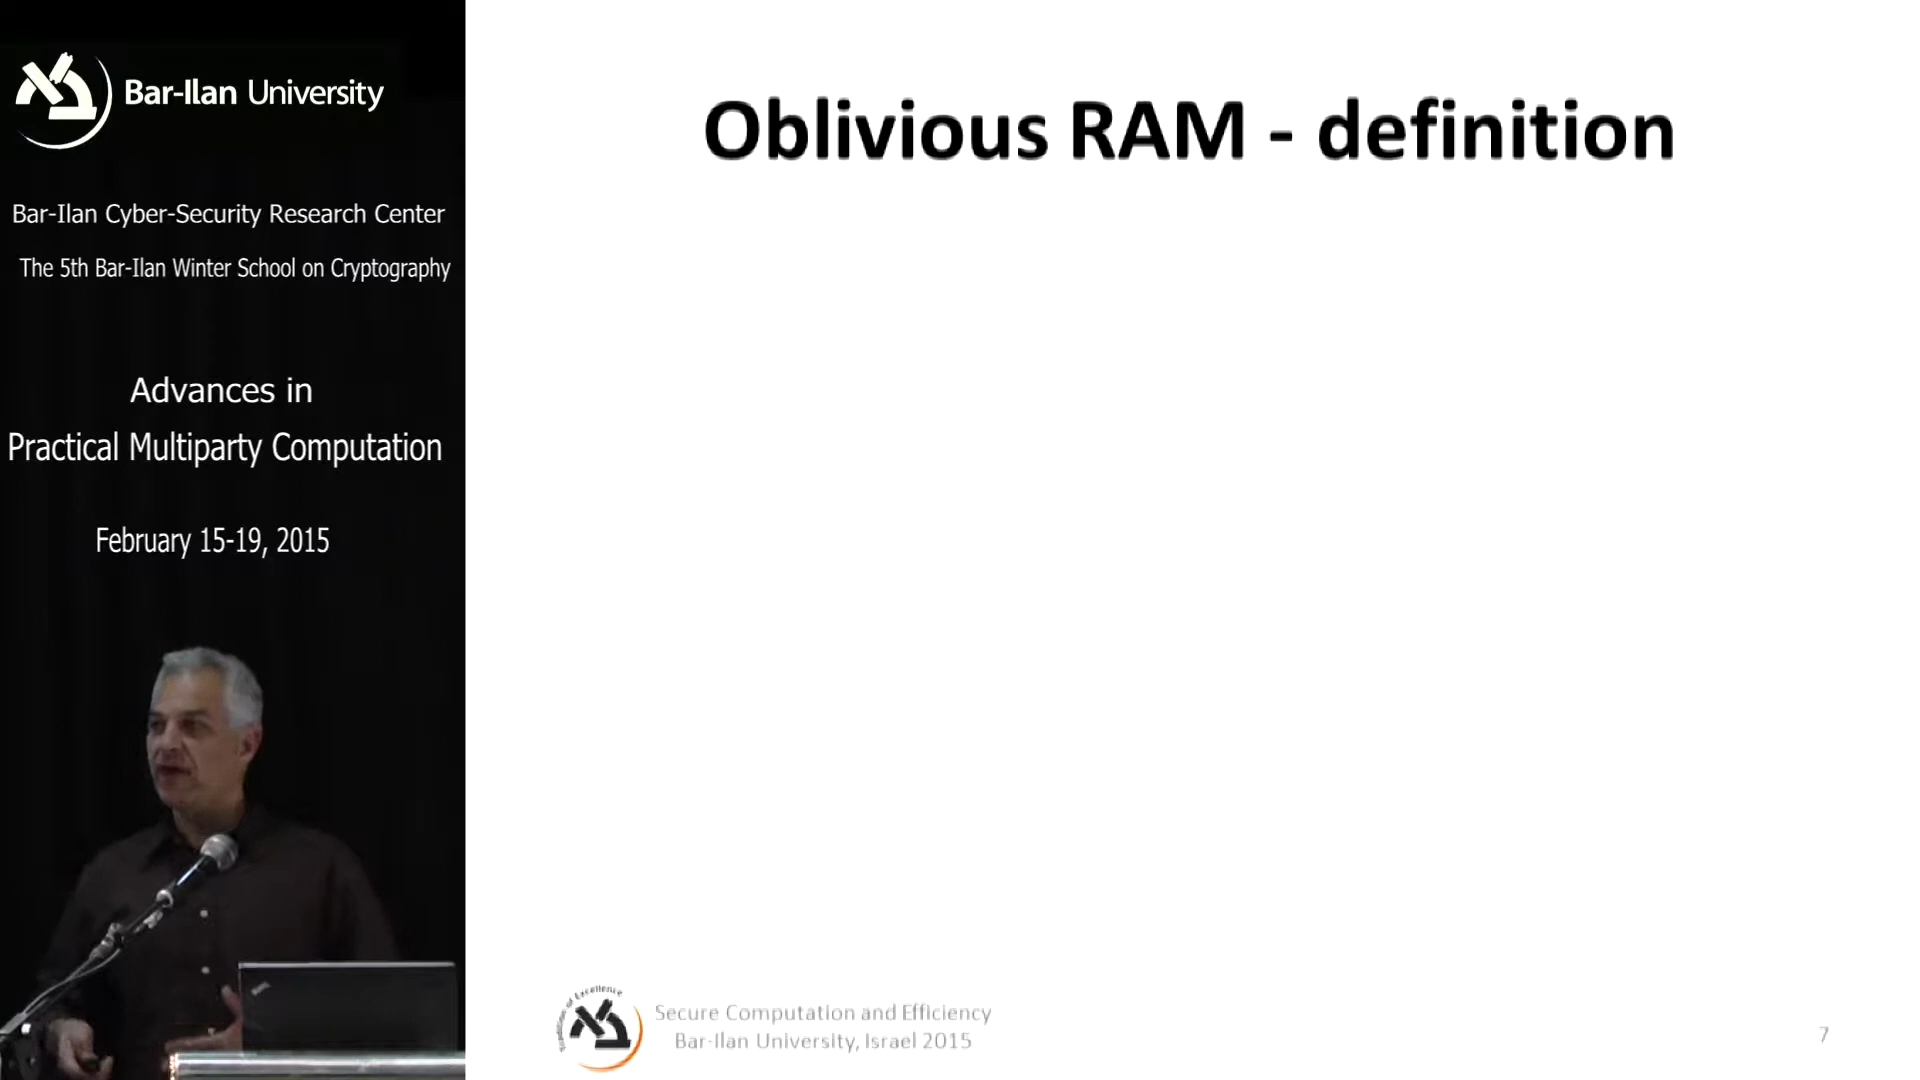 Bar-Ilan University
Bar-Ilan Cyber-Security Research Center
The 5th Bar-Ilan Winter School on Cryptography
Advances in
Practical Multiparty Computation
February 15-19, 2015
Oblivious RAM - definition
of Excellence
Secure Computation and Efficiency
Bar-Ilan University, Israel 2015
7